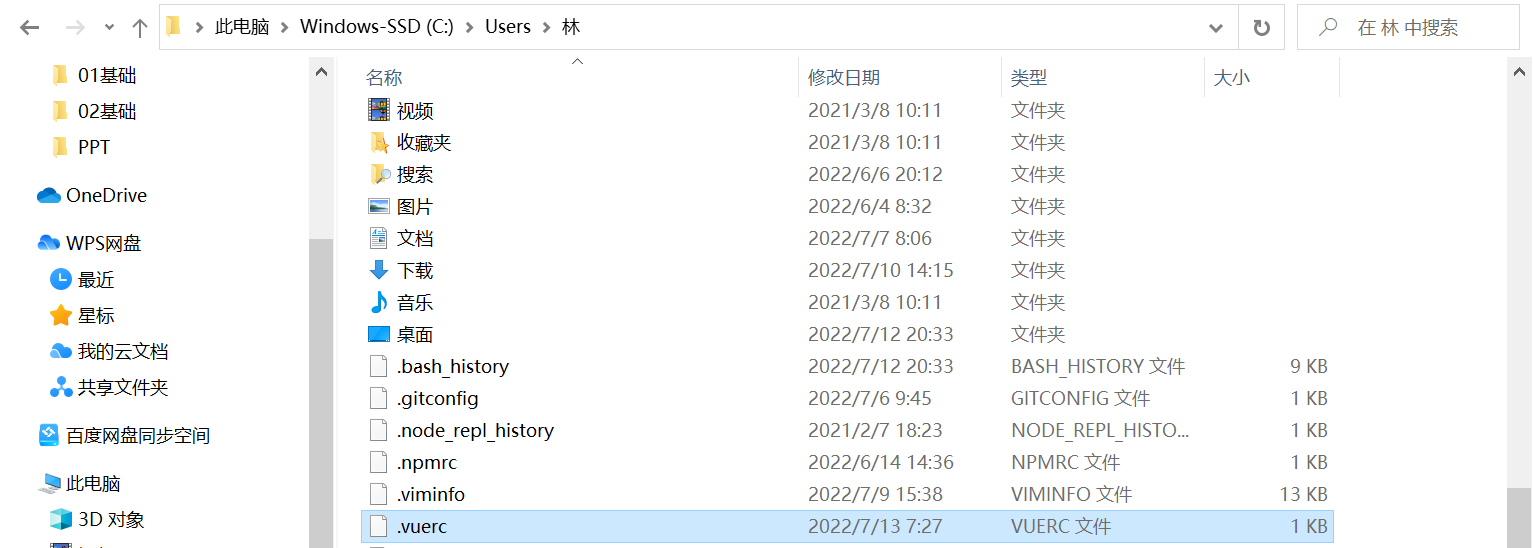 此电脑 Windows-SSD (C:) Users 林 在 林 中搜索
01基础
02基础
PPT
OneDrive
WPS网盘
最近
星标
我的云文档
共享文件夹
百度网盘同步空间
此电脑
3D 对象
名称 修改日期 类型 大小
视频 2021/3/8 10:11 文件夹
收藏夹 2021/3/8 10:11 文件夹
搜索 2022/6/6 20:12 文件夹
图片 2022/6/4 8:32 文件夹
文档 2022/7/7 8:06 文件夹
下载 2022/7/10 14:15 文件夹
音乐 2021/3/8 10:11 文件夹
桌面 2022/7/12 20:33 文件夹
.bash_history 2022/7/12 20:33 BASH_HISTORY 文件 9 KB
.gitconfig 2022/7/6 9:45 GITCONFIG 文件 1 KB
.node_repl_history 2021/2/7 18:23 NODE_REPL_HISTO... 1 KB
.npmrc 2022/6/14 14:36 NPMRC 文件 1 KB
.viminfo 2022/7/9 15:38 VIMINFO 文件 13 KB
.vuerc 2022/7/13 7:27 VUERC 文件 1 KB